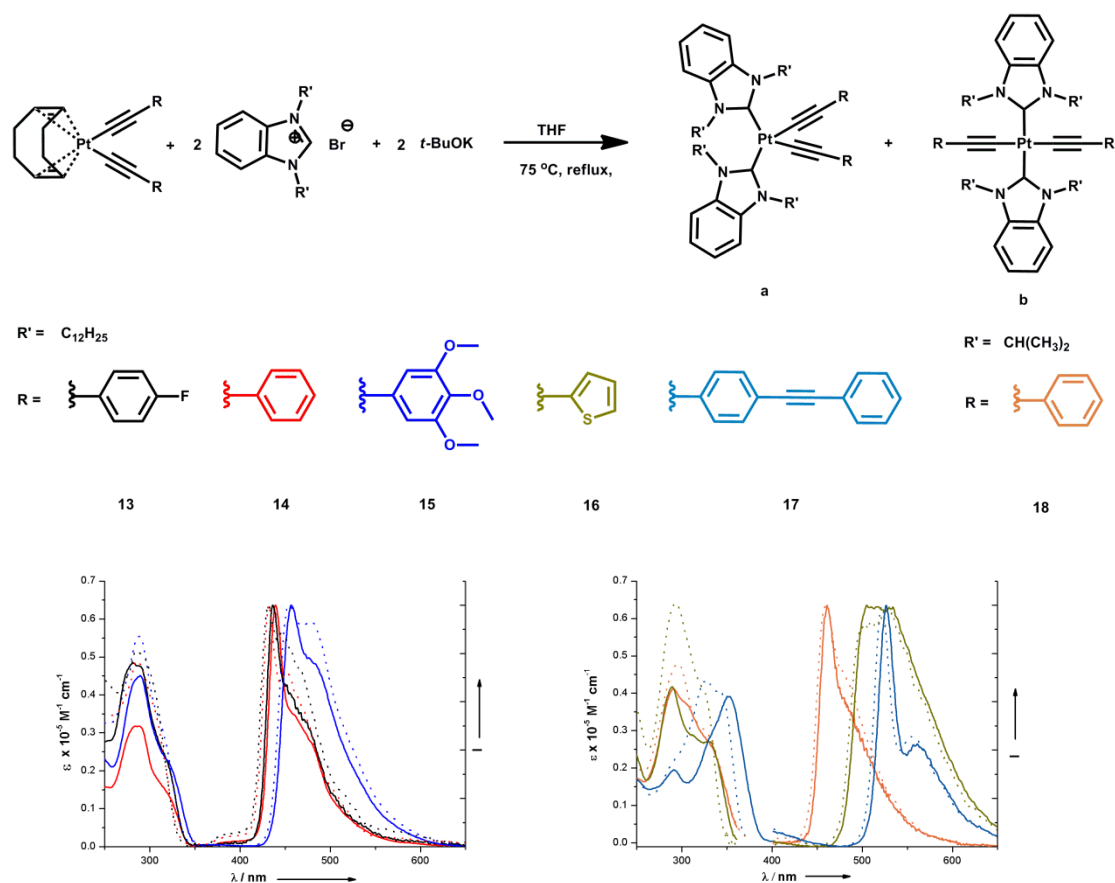 R R' R' R
Pt + 2 N ⊕ N Br ⊖ + 2 t-BuOK THF Pt + R Pt R
R R' 75 °C, reflux, R
R' N N R' R' N N R'
R' N N R' R' N N R'
a b
R' = C₁₂H₂₅ R' = CH(CH₃)₂
R = F O O O S R =
13 14 15 16 17 18
0.7 0.7
0.6 0.6
0.5 0.5
0.4 0.4
0.3 0.3
0.2 0.2
0.1 0.1
0.0 0.0
ε x 10⁻⁵ M⁻¹ cm⁻¹ I ε x 10⁻⁵ M⁻¹ cm⁻¹ I
300 400 500 600 300 400 500 600
λ / nm λ / nm